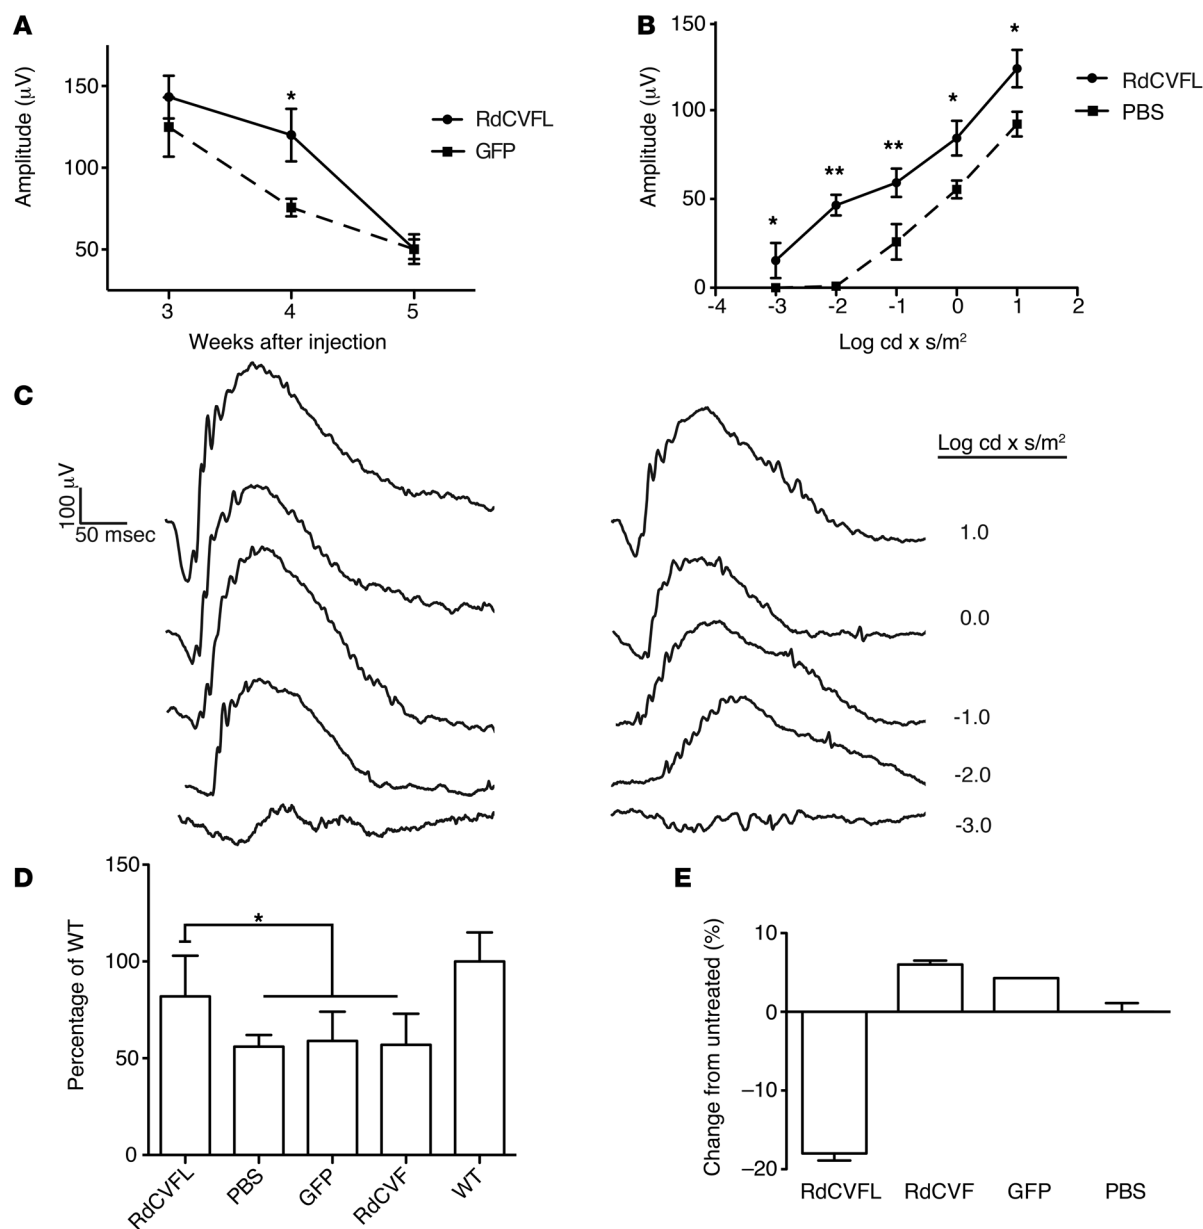 A
Amplitude (μV)
150
100
50
*
RdCVFL
GFP
3 4 5
Weeks after injection
B
Amplitude (μV)
150
100
50
0
* ** ** * *
RdCVFL
PBS
-4 -3 -2 -1 0 1 2
Log cd x s/m²
C
100 μV
50 msec
Log cd x s/m²
1.0
0.0
-1.0
-2.0
-3.0
D
Percentage of WT
150
100
50
0
*
RdCVFL PBS GFP RdCVF WT
E
Change from untreated (%)
10
0
–10
–20
RdCVFL RdCVF GFP PBS